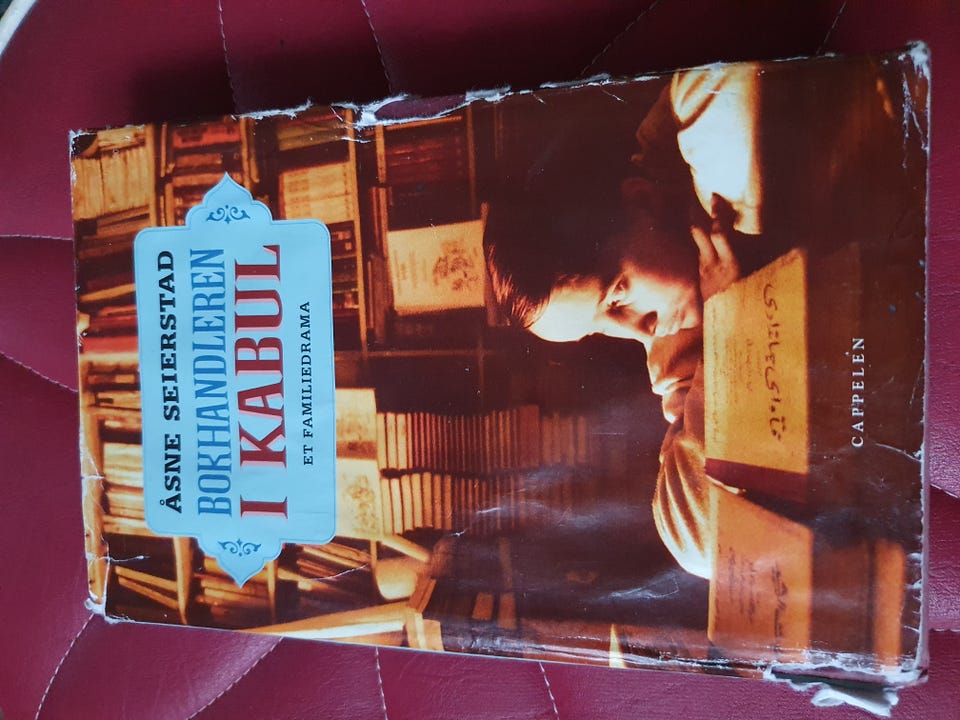 ÅSNE SEIERSTAD
BOKHANDLEREN
I KABUL
ET FAMILIEDRAMA
CAPPELEN